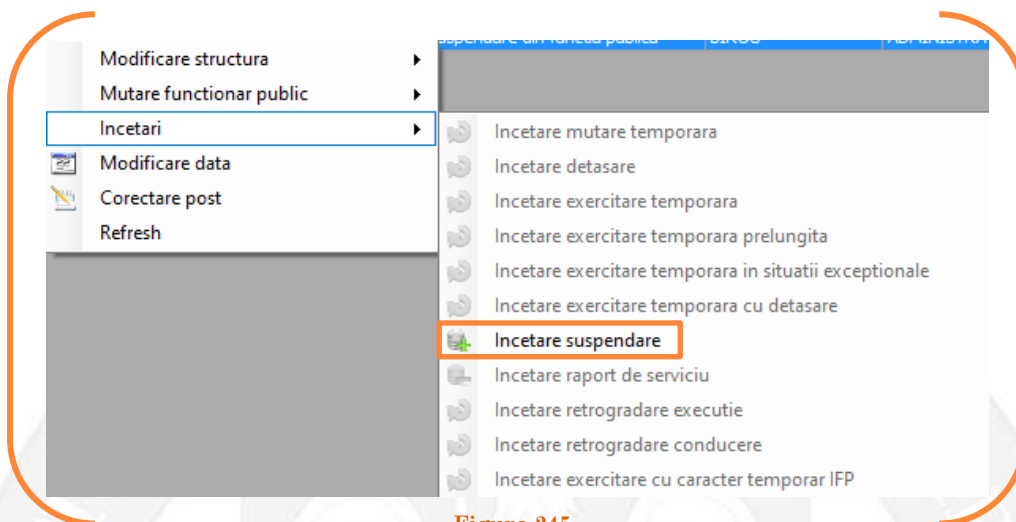 Modificare structura
Mutare functionar public
Incetari
Modificare data
Corectare post
Refresh
Incetare mutare temporara
Incetare detasare
Incetare exercitare temporara
Incetare exercitare temporara prelungita
Incetare exercitare temporara in situatii exceptionale
Incetare exercitare temporara cu detasare
Incetare suspendare
Incetare raport de serviciu
Incetare retrogradare executie
Incetare retrogradare conducere
Incetare exercitare cu caracter temporar IFP